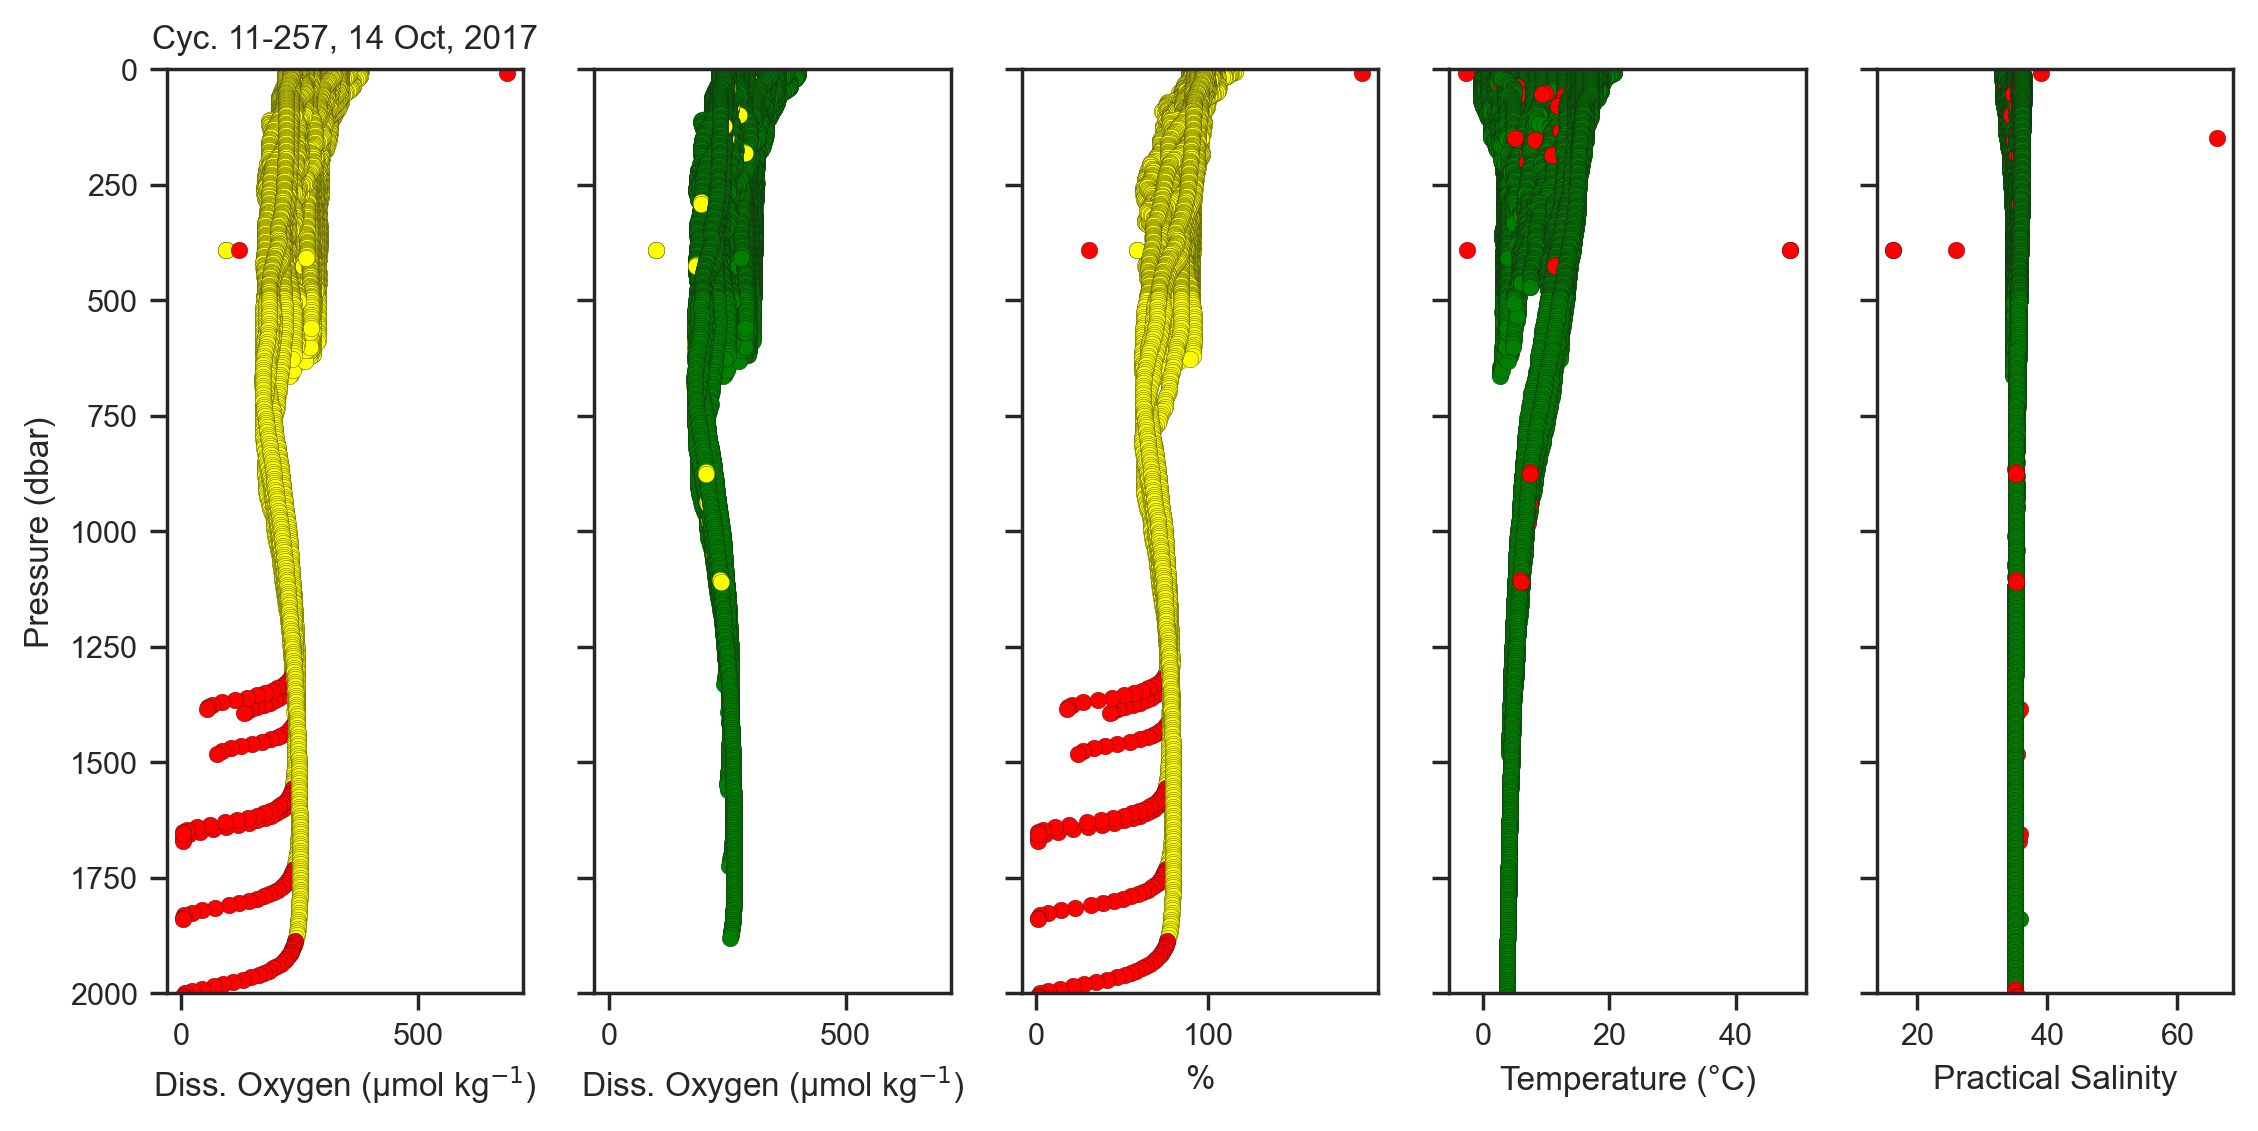 Cyc. 11-257, 14 Oct, 2017
Pressure (dbar)
0
250
500
750
1000
1250
1500
1750
2000
0 500
0 500
0 100
0 20 40
20 40 60
Diss. Oxygen (µmol kg⁻¹)
Diss. Oxygen (µmol kg⁻¹)
%
Temperature (°C)
Practical Salinity